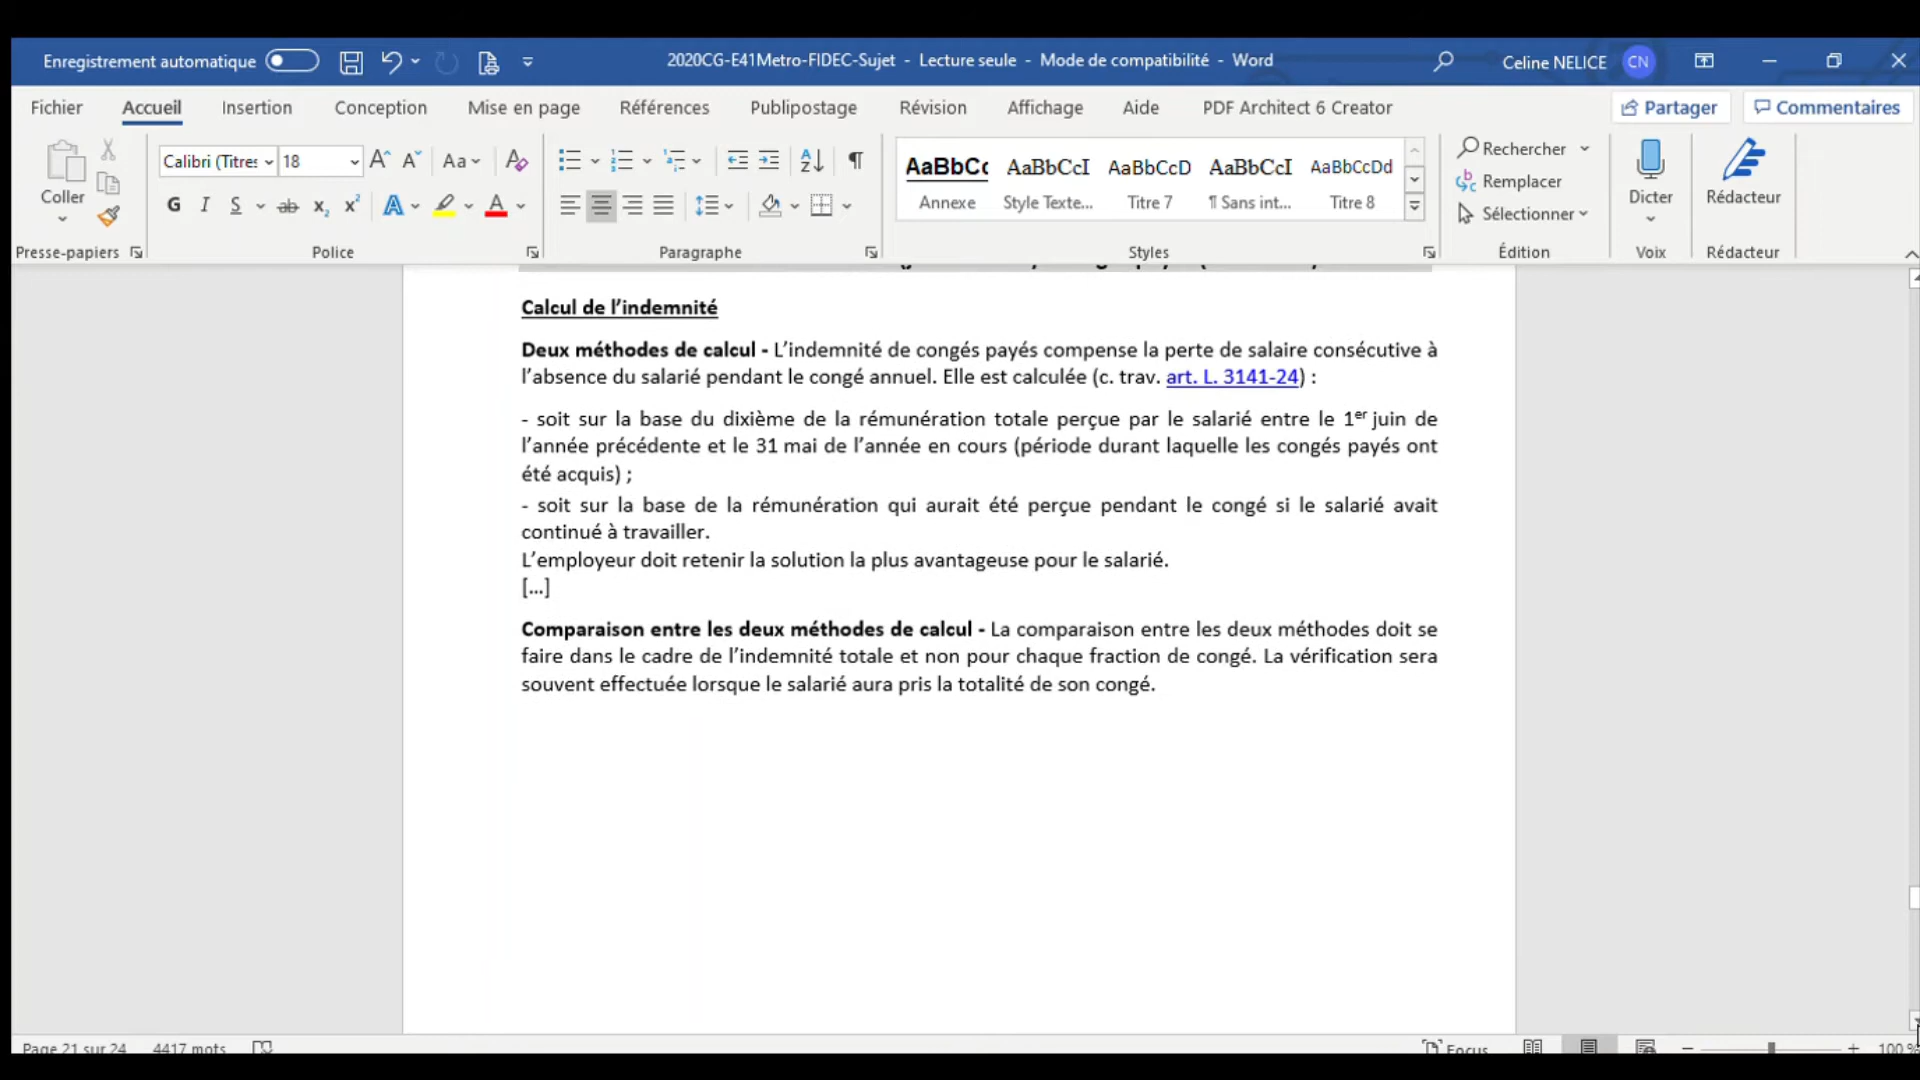 Enregistrement automatique
2020CG-E41Metro-FIDEC-Sujet - Lecture seule - Mode de compatibilité - Word
Celine NELICE CN
Fichier Accueil Insertion Conception Mise en page Références Publipostage Révision Affichage Aide PDF Architect 6 Creator Partager Commentaires
Coller
Presse-papiers
Calibri (Titres 18
Aa
G I S ab x₂ x² A A
Police
Paragraphe
AaBbCc AaBbCcI AaBbCcD AaBbCcI AaBbCcDd
Annexe Style Texte... Titre 7 ¶ Sans int... Titre 8
Styles
Rechercher
Remplacer
Sélectionner
Édition
Dicter
Voix
Rédacteur
Rédacteur
Calcul de l'indemnité
Deux méthodes de calcul - L'indemnité de congés payés compense la perte de salaire consécutive à
l'absence du salarié pendant le congé annuel. Elle est calculée (c. trav. art. L. 3141-24) :
- soit sur la base du dixième de la rémunération totale perçue par le salarié entre le 1er juin de
l'année précédente et le 31 mai de l'année en cours (période durant laquelle les congés payés ont
été acquis) ;
- soit sur la base de la rémunération qui aurait été perçue pendant le congé si le salarié avait
continué à travailler.
L'employeur doit retenir la solution la plus avantageuse pour le salarié.
[...]
Comparaison entre les deux méthodes de calcul - La comparaison entre les deux méthodes doit se
faire dans le cadre de l'indemnité totale et non pour chaque fraction de congé. La vérification sera
souvent effectuée lorsque le salarié aura pris la totalité de son congé.
Page 21 sur 24 4417 mots
Focus
100 %